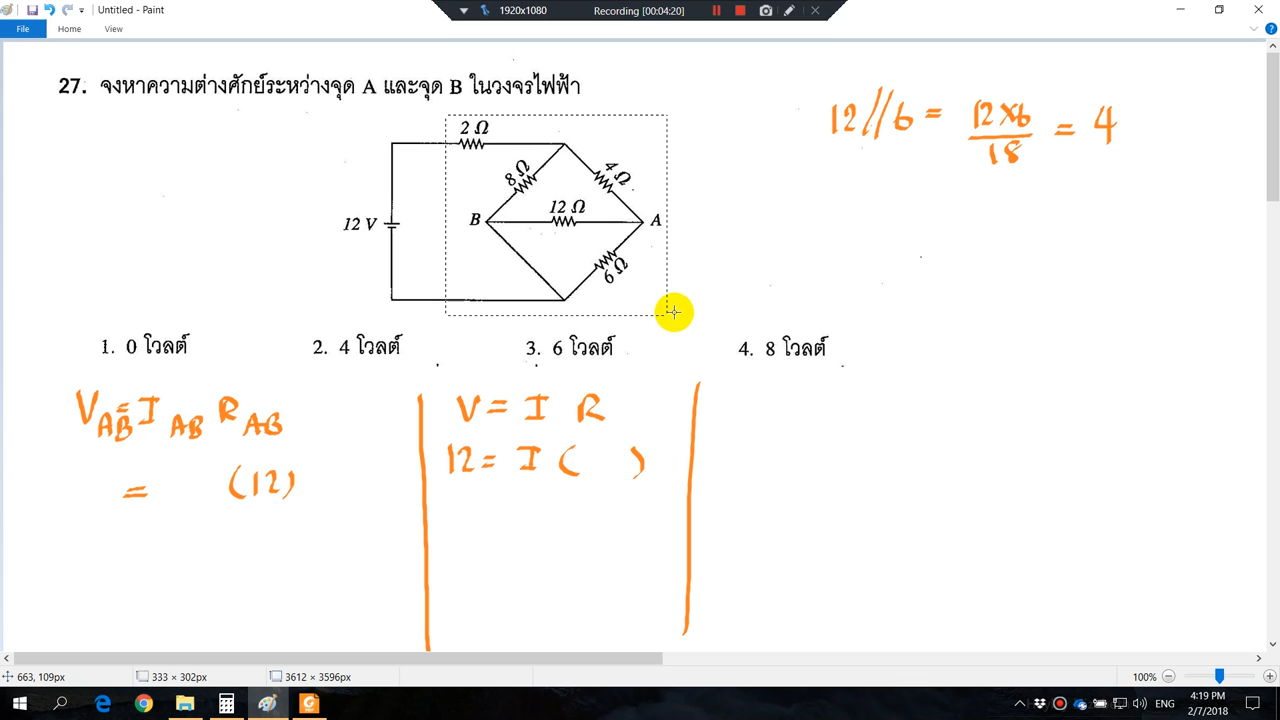 Untitled - Paint
1920x1080
Recording [00:04:20]
File
Home
View
27. จงหาความต่างศักย์ระหว่างจุด A และจุด B ในวงจรไฟฟ้า
12//6 = 12×6 = 4
18
2 Ω
8 Ω
4 Ω
12 Ω
B
A
12 V
6 Ω
1. 0 โวลต์
2. 4 โวลต์
3. 6 โวลต์
4. 8 โวลต์
VAB = IAB RAB
= (12)
V = I R
12 = I ( )
663, 109px
333 × 302px
3612 × 3596px
100%
ENG
4:19 PM
2/7/2018